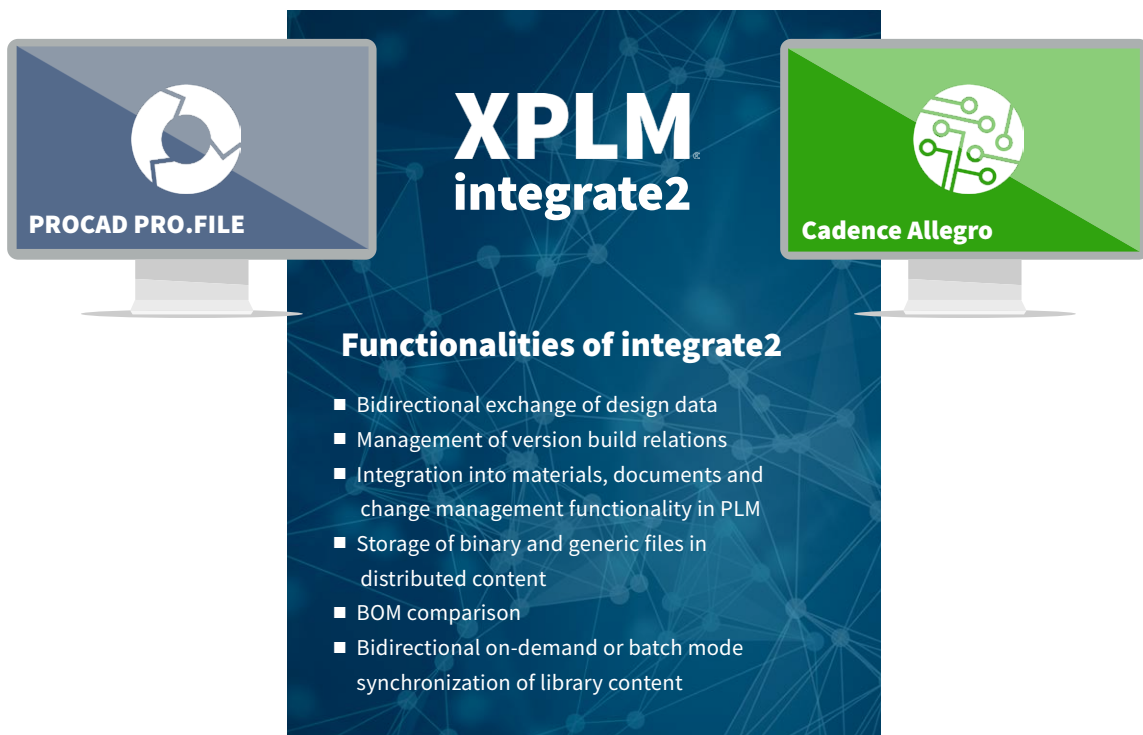 XPLM®
integrate2
PROCAD PRO.FILE
Cadence Allegro
Functionalities of integrate2
Bidirectional exchange of design data
Management of version build relations
Integration into materials, documents and
change management functionality in PLM
Storage of binary and generic files in
distributed content
BOM comparison
Bidirectional on-demand or batch mode
synchronization of library content